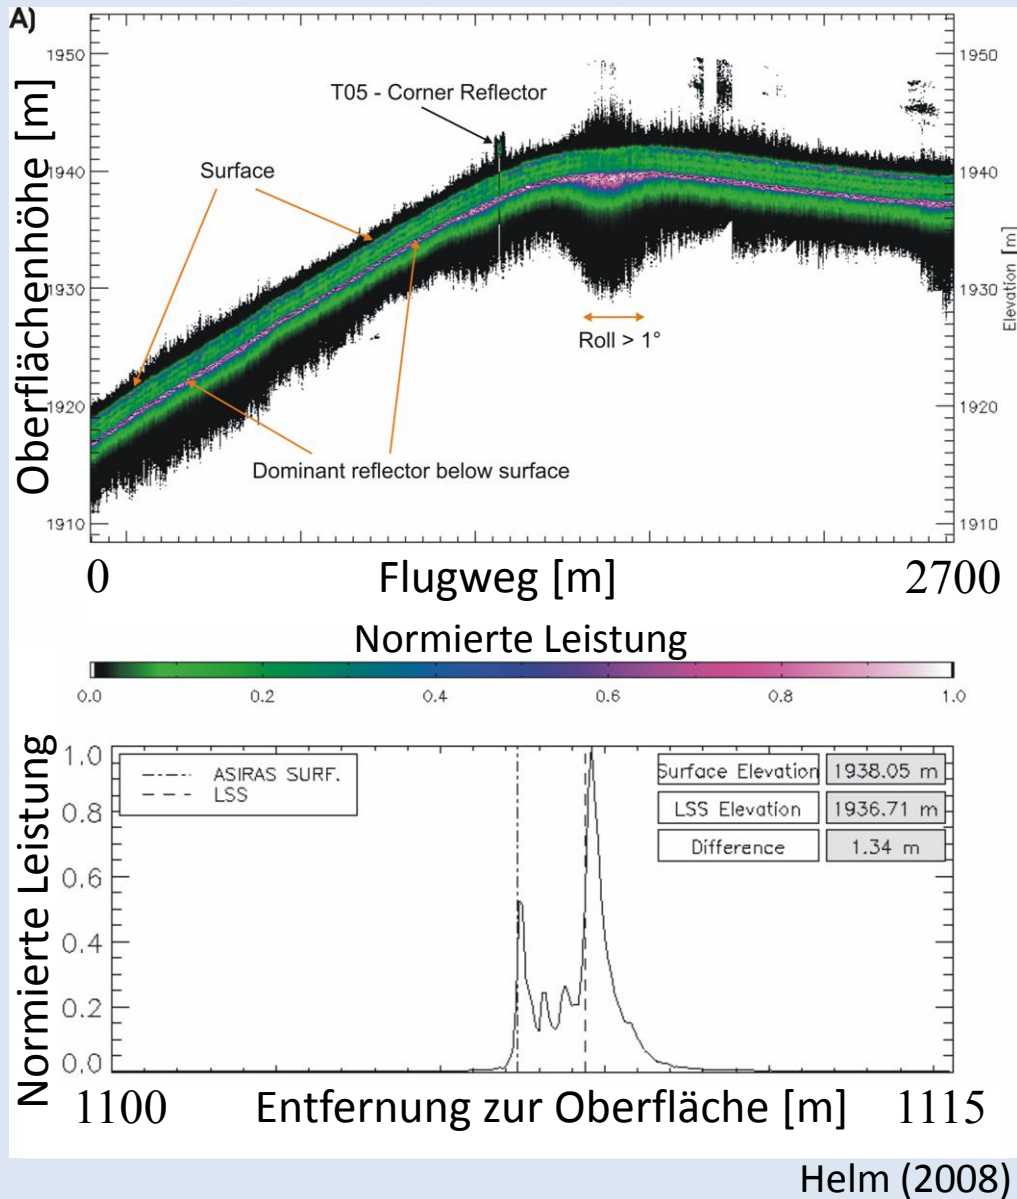 A)
Oberflächenhöhe [m]
1950
1940
1930
1920
1910
T05 - Corner Reflector
Surface
Roll > 1°
Dominant reflector below surface
1950
1940
1930
1920
1910
Elevation [m]
0 Flugweg [m] 2700
Normierte Leistung
0.0 0.2 0.4 0.6 0.8 1.0
Normierte Leistung
1.0
0.8
0.6
0.4
0.2
0.0
ASIRAS SURF.
LSS
Surface Elevation 1938.05 m
LSS Elevation 1936.71 m
Difference 1.34 m
1100 Entfernung zur Oberfläche [m] 1115
Helm (2008)